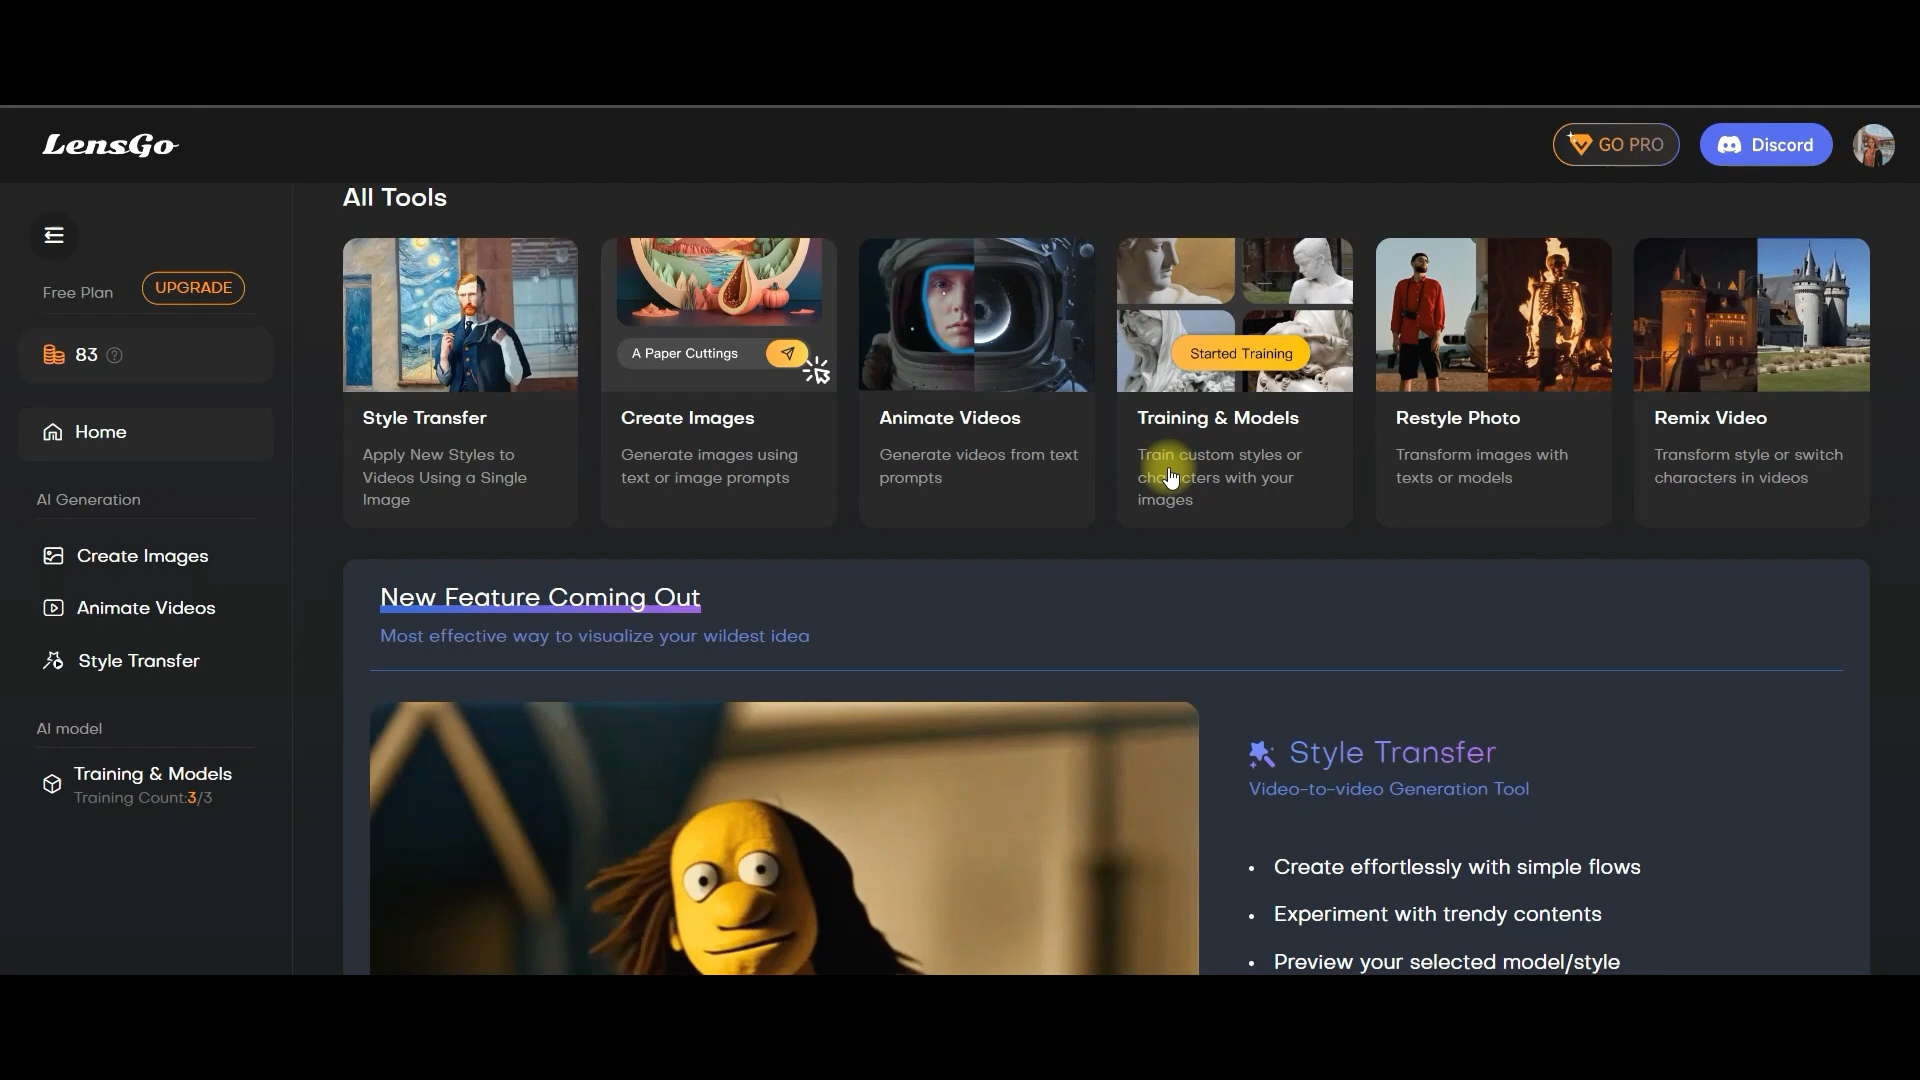 LensGo
GO PRO
Discord
All Tools
Free Plan
UPGRADE
83
Home
AI Generation
Create Images
Animate Videos
Style Transfer
AI model
Training & Models
Training Count:3/3
A Paper Cuttings
Started Training
Style Transfer
Apply New Styles to
Videos Using a Single
Image
Create Images
Generate images using
text or image prompts
Animate Videos
Generate videos from text
prompts
Training & Models
Train custom styles or
characters with your
images
Restyle Photo
Transform images with
texts or models
Remix Video
Transform style or switch
characters in videos
New Feature Coming Out
Most effective way to visualize your wildest idea
Style Transfer
Video-to-video Generation Tool
• Create effortlessly with simple flows
• Experiment with trendy contents
• Preview your selected model/style